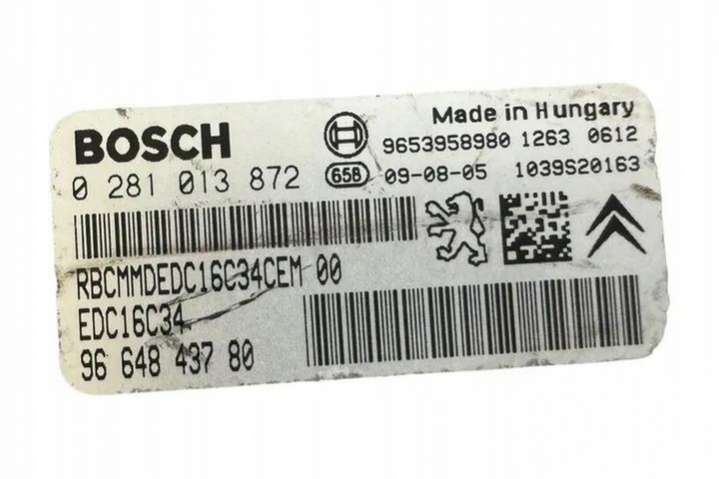 Made in Hungary
BOSCH
9653958980 1263 0612
0 281 013 872
658 09-08-05 1039S20163
RBCMMDEDC16C34CEM 00
EDC16C34
96 648 437 80